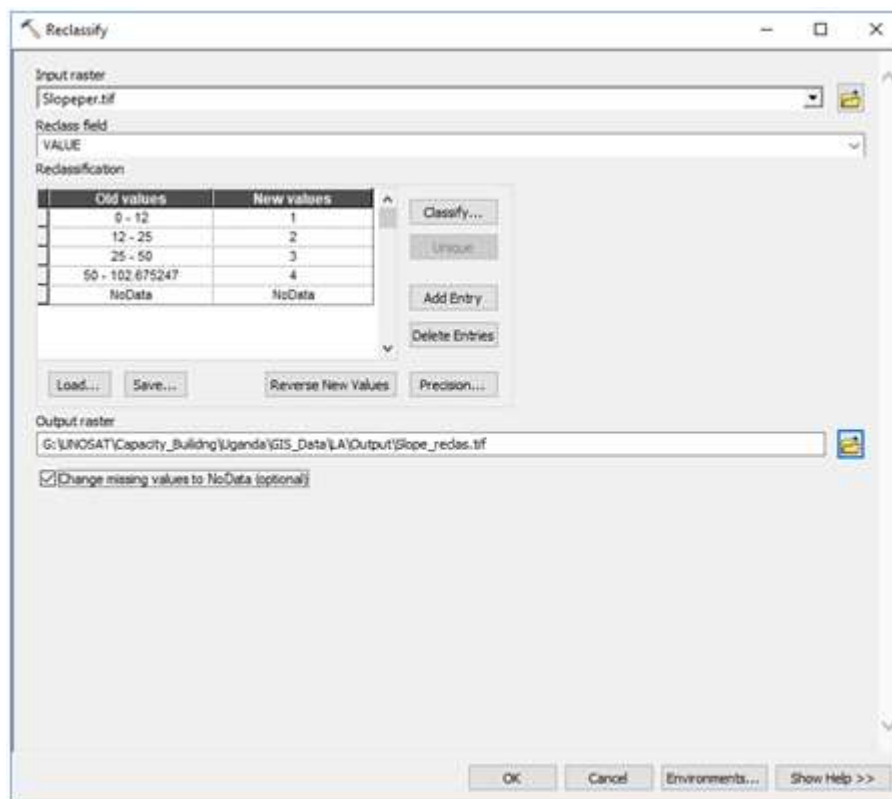 Reclassify
Input raster
Slopeper.tif
Reclass field
VALUE
Reclassification
Old values New values
0 - 12 1
12 - 25 2
25 - 50 3
50 - 102.675247 4
NoData NoData
Classify...
Unique
Add Entry
Delete Entries
Load... Save... Reverse New Values Precision...
Output raster
G:\UNOSAT\Capacity_Builidng\Uganda\GIS_Data\LA\Output\Slope_reclas.tif
Change missing values to NoData (optional)
OK Cancel Environments... Show Help >>